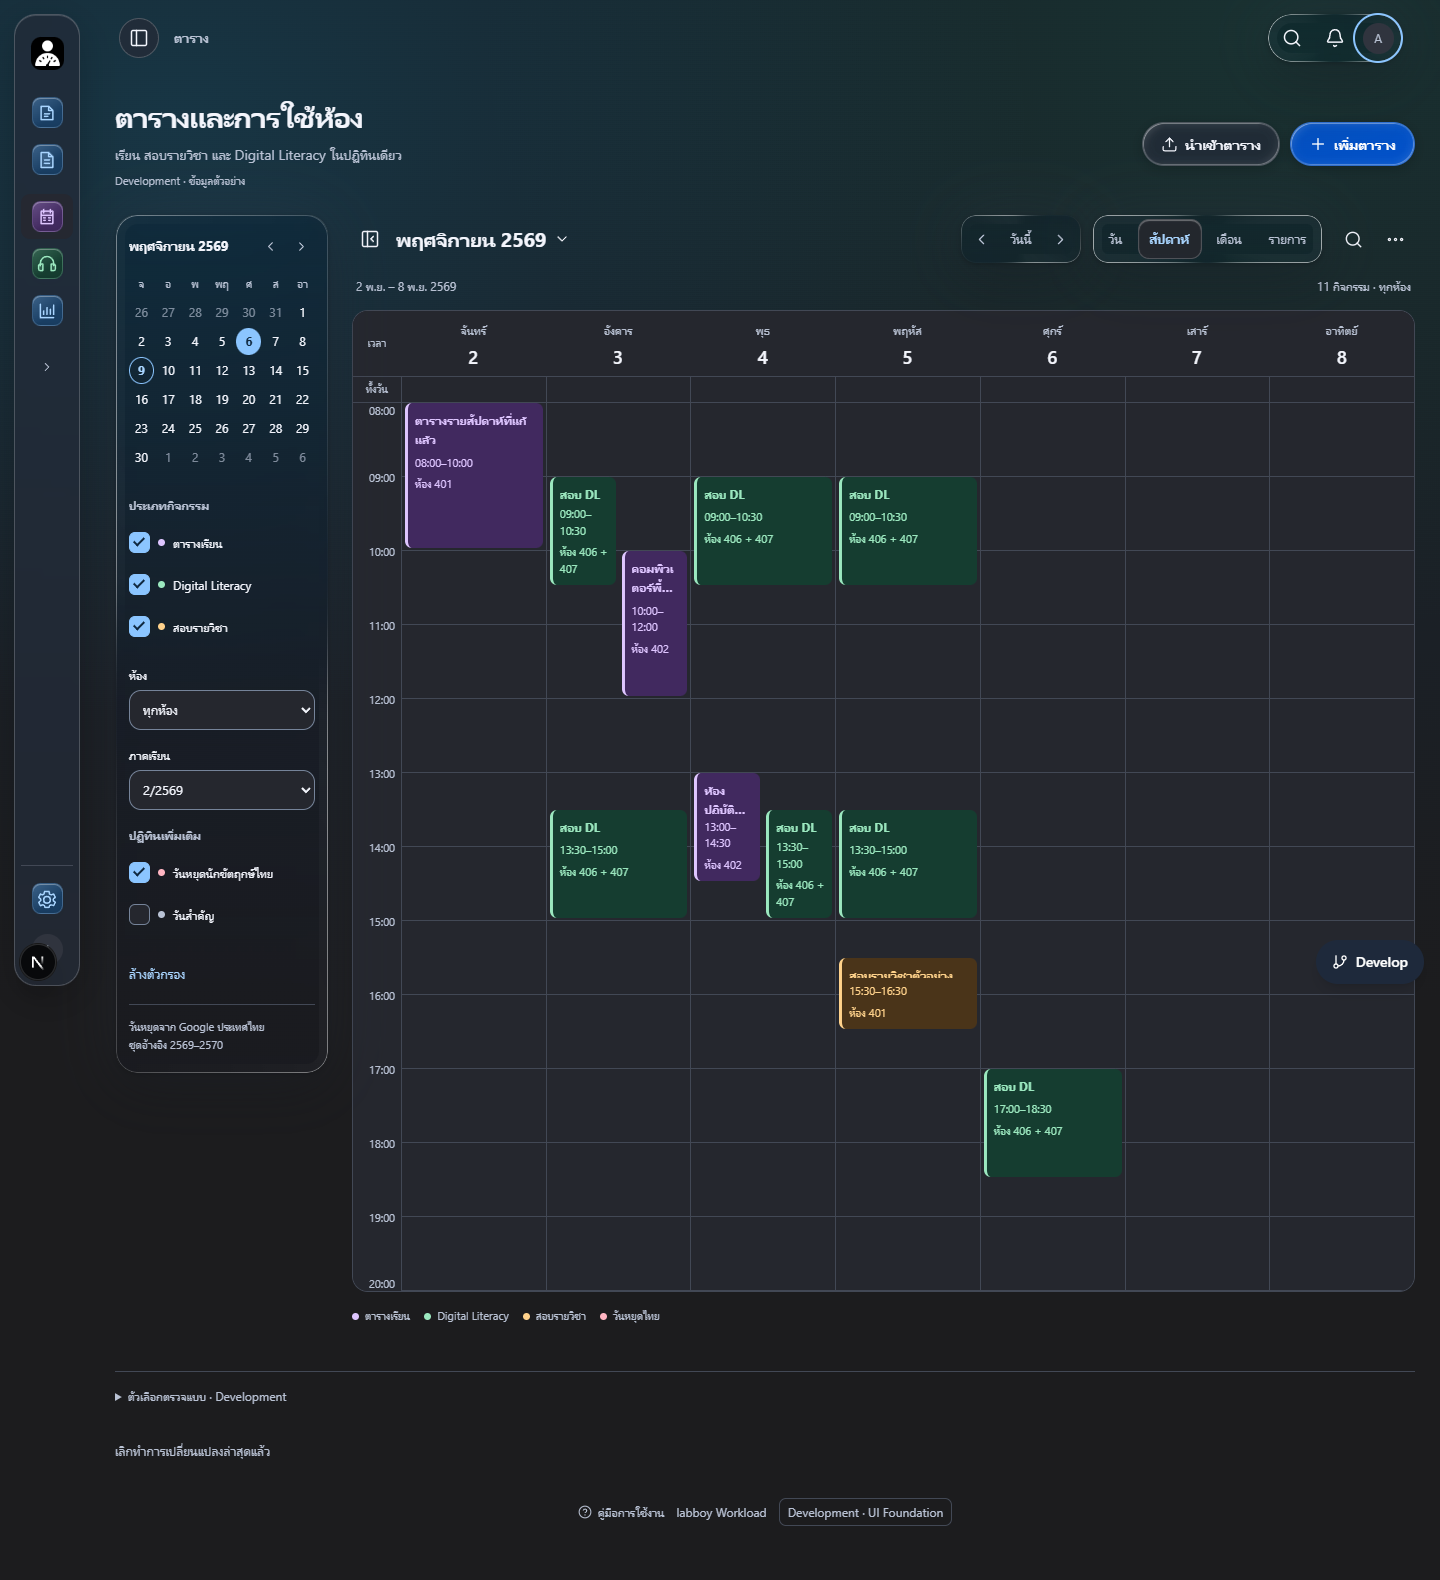 ตาราง
A
ตารางและการใช้ห้อง
เรียน สอบรายวิชา และ Digital Literacy ในปฏิทินเดียว
Development · ข้อมูลตัวอย่าง
นำเข้าตาราง
เพิ่มตาราง
พฤศจิกายน 2569
จ อ พ พฤ ศ ส อา
26 27 28 29 30 31 1
2 3 4 5 6 7 8
9 10 11 12 13 14 15
16 17 18 19 20 21 22
23 24 25 26 27 28 29
30 1 2 3 4 5 6
ประเภทกิจกรรม
ตารางเรียน
Digital Literacy
สอบรายวิชา
ห้อง
ทุกห้อง
ภาคเรียน
2/2569
ปฏิทินเพิ่มเติม
วันหยุดนักขัตฤกษ์ไทย
วันสำคัญ
ล้างตัวกรอง
วันหยุดจาก Google ประเทศไทย
ชุดอ้างอิง 2569–2570
N
พฤศจิกายน 2569
วันนี้
วัน สัปดาห์ เดือน รายการ
2 พ.ย. – 8 พ.ย. 2569
11 กิจกรรม · ทุกห้อง
เวลา
จันทร์ อังคาร พุธ พฤหัส ศุกร์ เสาร์ อาทิตย์
2 3 4 5 6 7 8
ทั้งวัน
08:00
09:00
10:00
11:00
12:00
13:00
14:00
15:00
16:00
17:00
18:00
19:00
20:00
ตารางรายสัปดาห์ที่แก้
แล้ว
08:00–10:00
ห้อง 401
สอบ DL
09:00–
10:30
ห้อง 406 +
407
คอมพิวเ
ตอร์พื้...
10:00–
12:00
ห้อง 402
สอบ DL
13:30–15:00
ห้อง 406 + 407
สอบ DL
09:00–10:30
ห้อง 406 + 407
ห้อง
ปฏิบัติ...
13:00–
14:30
ห้อง 402
สอบ DL
13:30–
15:00
ห้อง 406 +
407
สอบ DL
09:00–10:30
ห้อง 406 + 407
สอบ DL
13:30–15:00
ห้อง 406 + 407
สอบรายวิชาตัวอย่าง
15:30–16:30
ห้อง 401
สอบ DL
17:00–18:30
ห้อง 406 + 407
Develop
ตารางเรียน Digital Literacy สอบรายวิชา วันหยุดไทย
ตัวเลือกตรวจแบบ · Development
เลิกทำการเปลี่ยนแปลงล่าสุดแล้ว
คู่มือการใช้งาน labboy Workload Development · UI Foundation